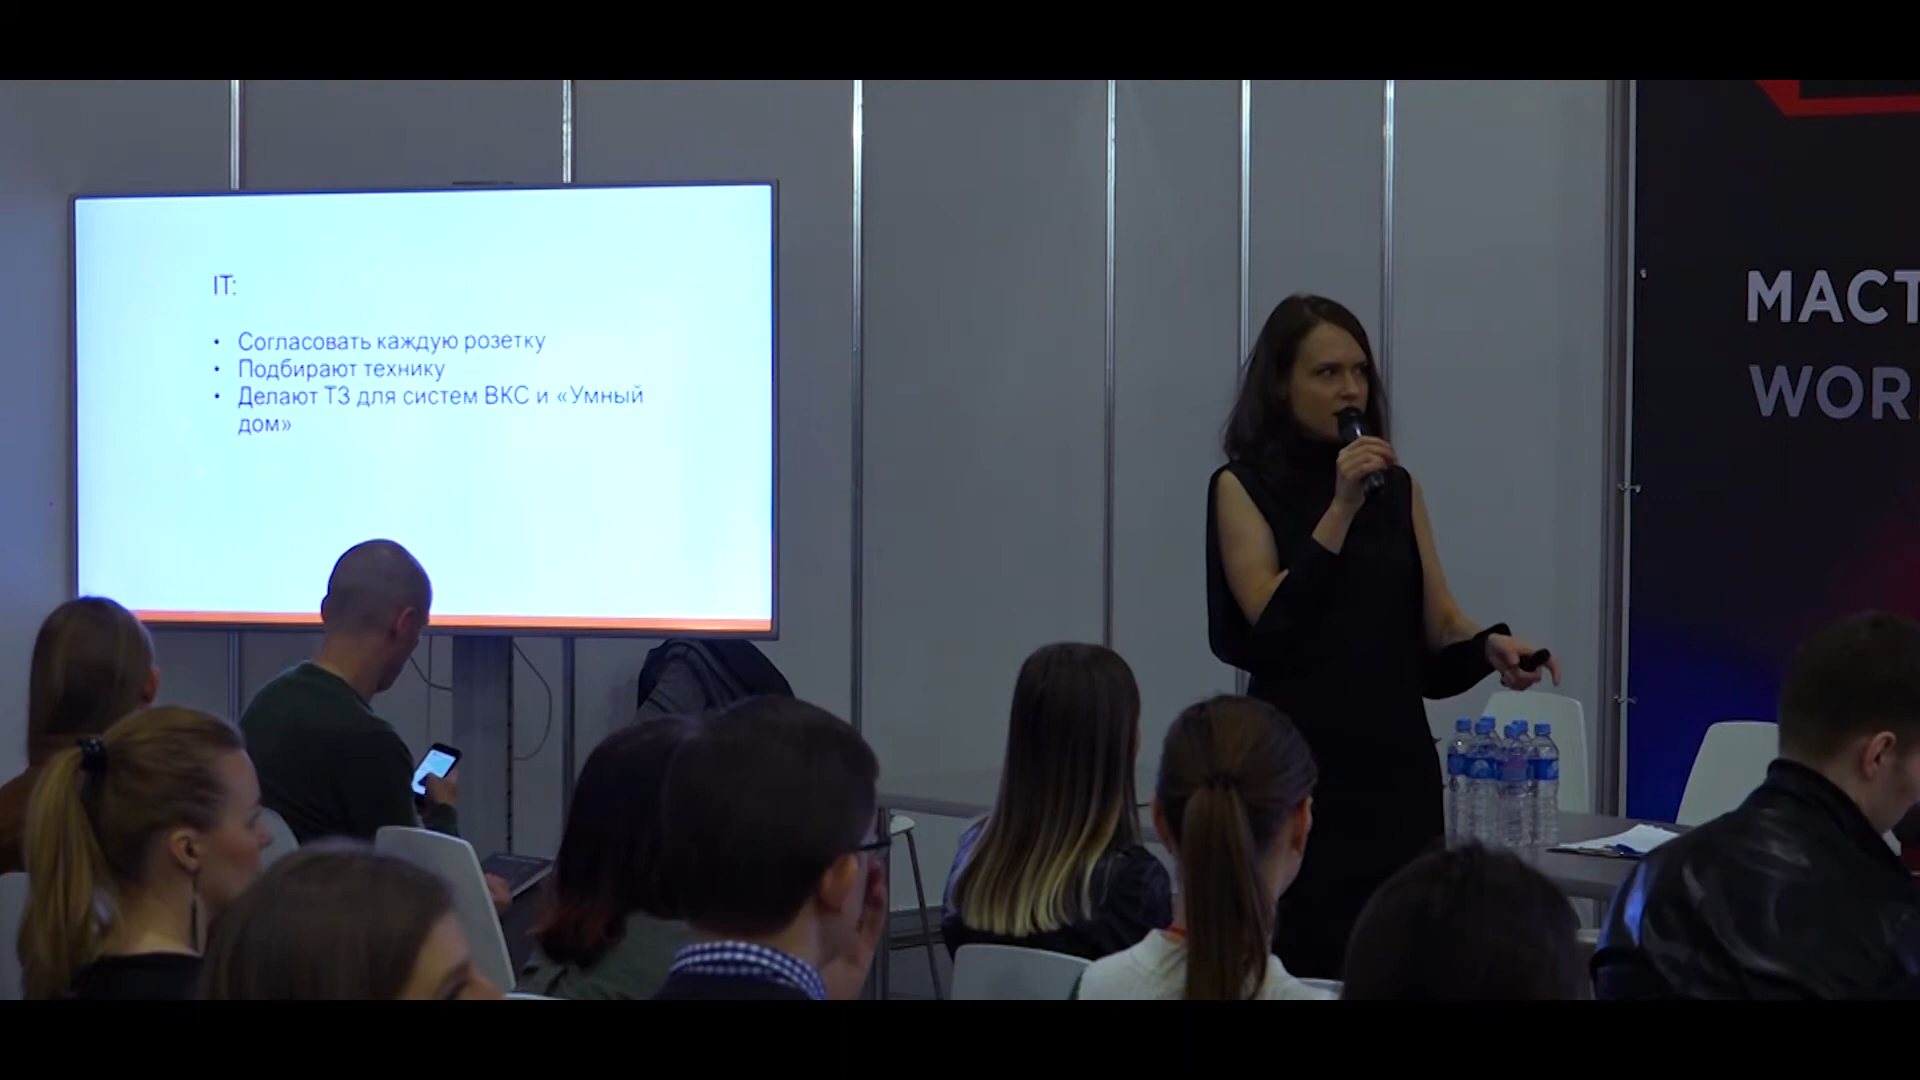 IT:
• Согласовать каждую розетку
• Подбирают технику
• Делают ТЗ для систем ВКС и «Умный
дом»
МАСТ
WOR